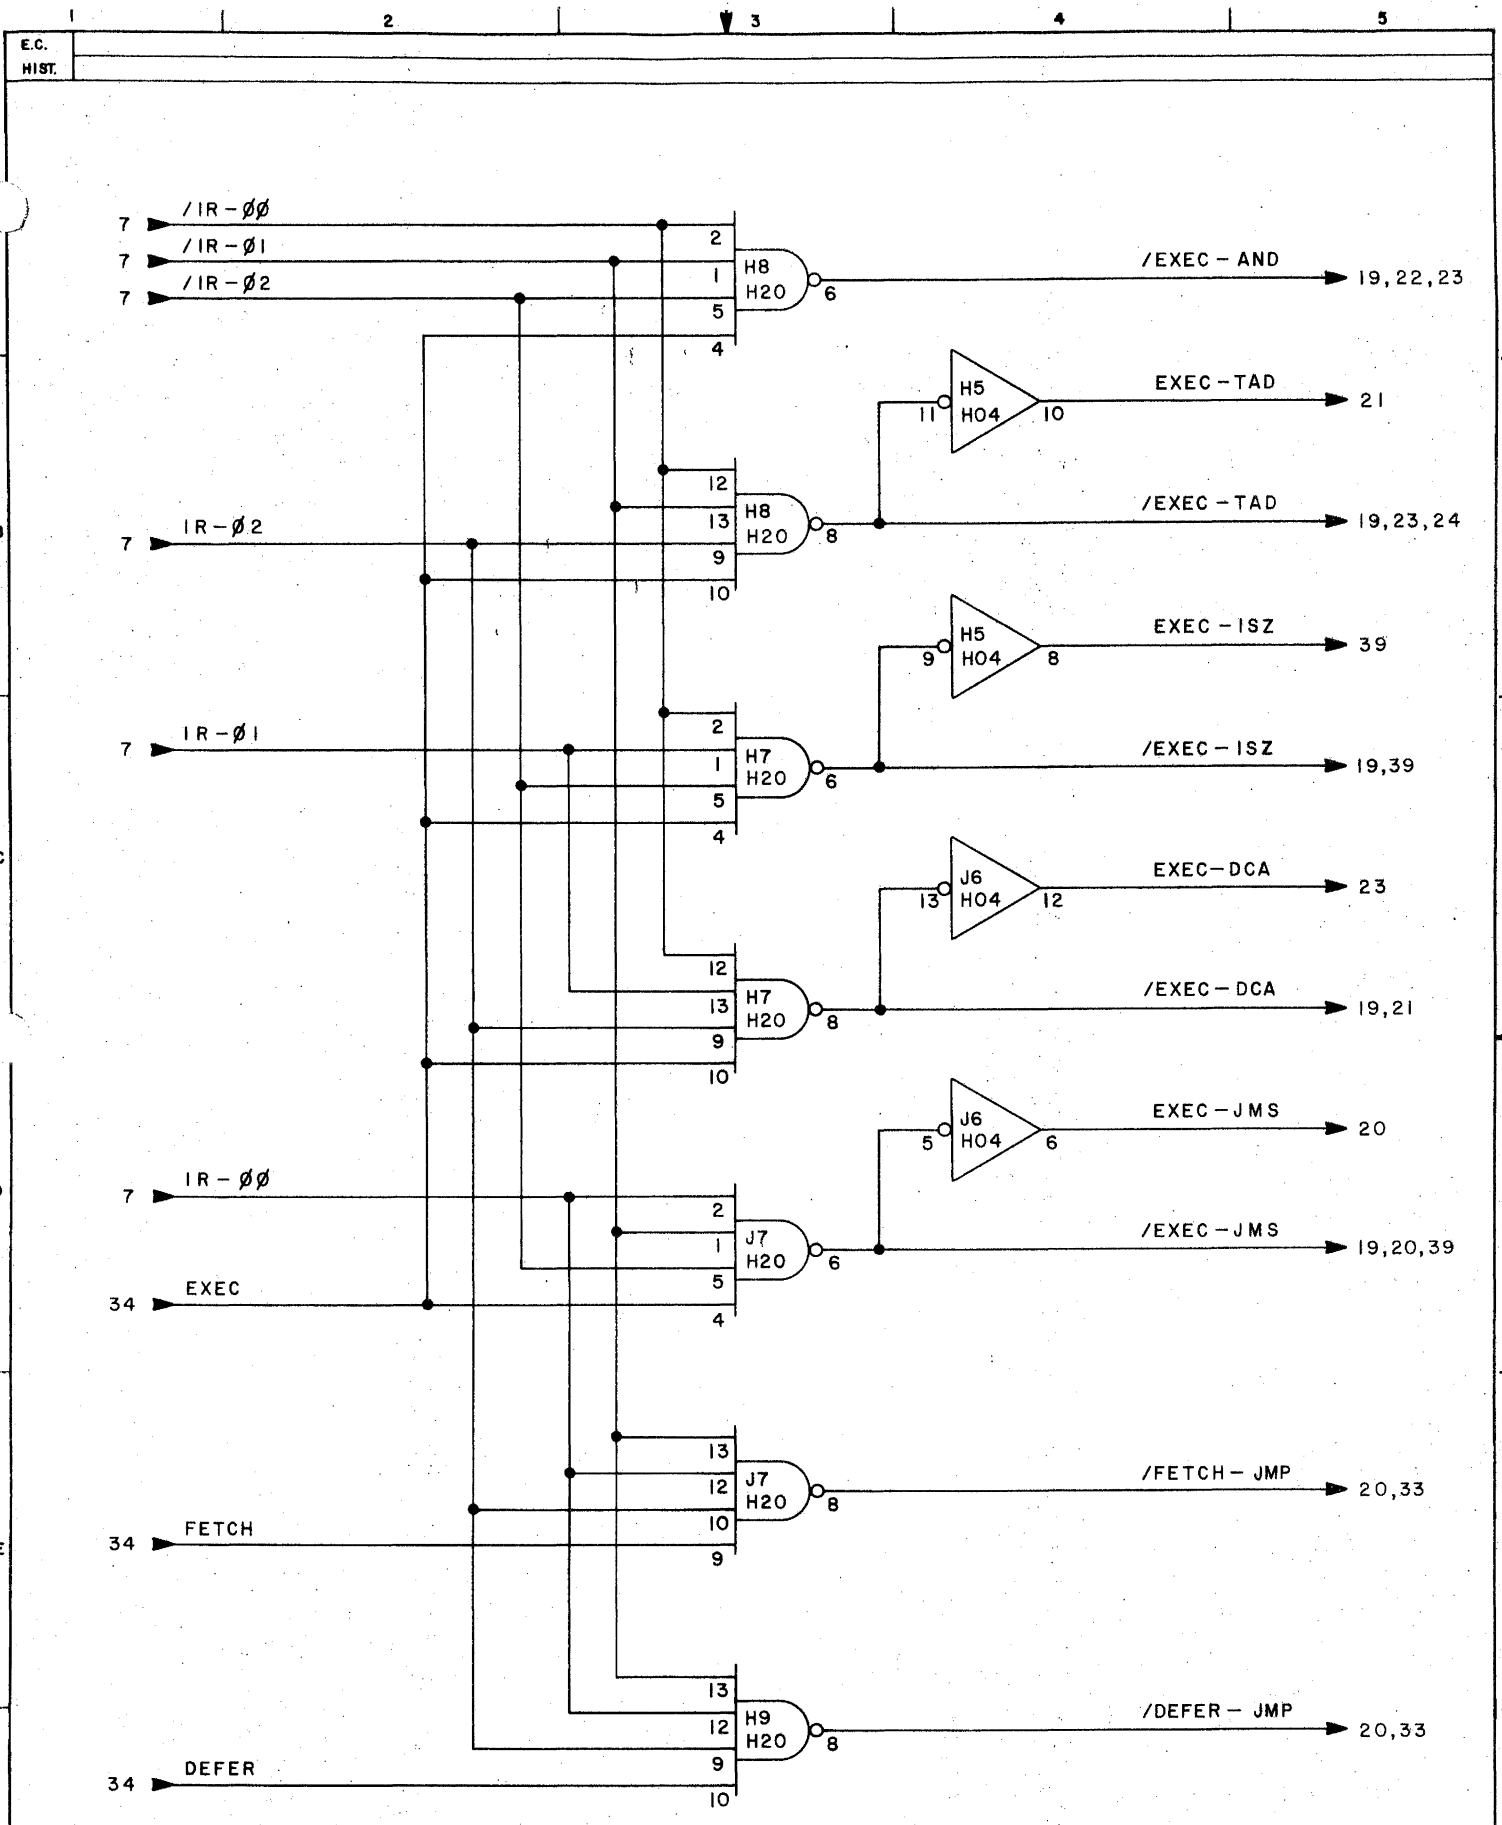 1 2 3 4 5
E.C.
HIST.
/IR-ØØ
7
2
/IR-Ø1
7
1
/IR-Ø2
7
5
4
H8
H20
6
/EXEC-AND
19,22,23
H5
H04
11
10
EXEC-TAD
21
12
13
IR-Ø2
7
9
10
H8
H20
8
/EXEC-TAD
19,23,24
H5
H04
9
8
EXEC-ISZ
39
2
IR-Ø1
7
1
5
4
H7
H20
6
/EXEC-ISZ
19,39
C
J6
H04
13
12
EXEC-DCA
23
12
13
9
10
H7
H20
8
/EXEC-DCA
19,21
J6
H04
5
6
EXEC-JMS
20
IR-ØØ
7
2
1
5
EXEC
34
4
J7
H20
6
/EXEC-JMS
19,20,39
13
12
10
FETCH
34
9
J7
H20
8
/FETCH-JMP
20,33
E
13
12
9
DEFER
34
10
H9
H20
8
/DEFER-JMP
20,33